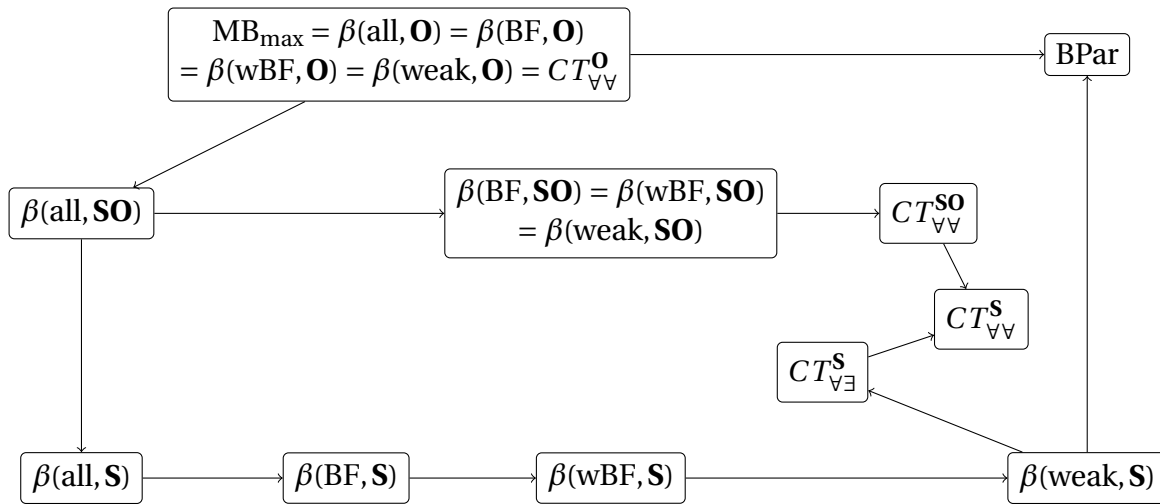 MB_max = β(all, O) = β(BF, O)
= β(wBF, O) = β(weak, O) = CT^O_∀∀
BPar
β(all, SO)
β(BF, SO) = β(wBF, SO)
= β(weak, SO)
CT^SO_∀∀
CT^S_∀∀
CT^S_∀∃
β(all, S)
β(BF, S)
β(wBF, S)
β(weak, S)